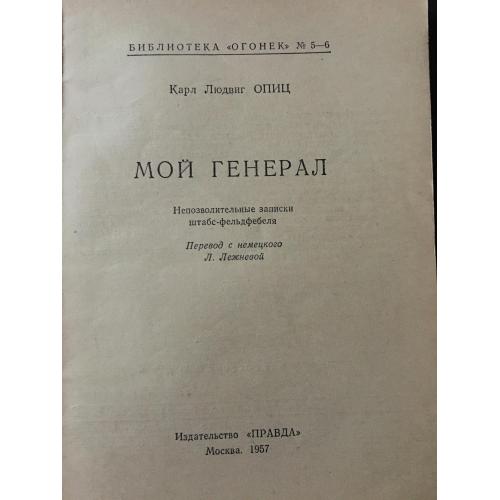 БИБЛИОТЕКА «ОГОНЕК» № 5—6
Карл Людвиг ОПИЦ
МОЙ ГЕНЕРАЛ
Непозволительные записки
штабс-фельдфебеля
Перевод с немецкого
Л. Лежневой
Издательство «ПРАВДА»
Москва. 1957